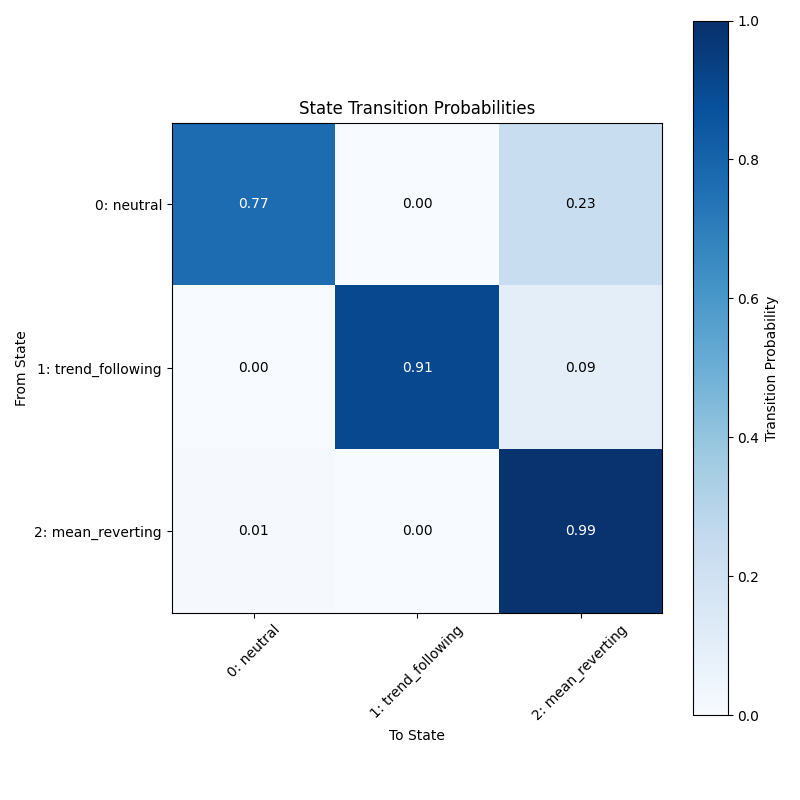 State Transition Probabilities
From State
0: neutral
1: trend_following
2: mean_reverting
0.77 0.00 0.23
0.00 0.91 0.09
0.01 0.00 0.99
0: neutral
1: trend_following
2: mean_reverting
To State
1.0
0.8
0.6
0.4
0.2
0.0
Transition Probability